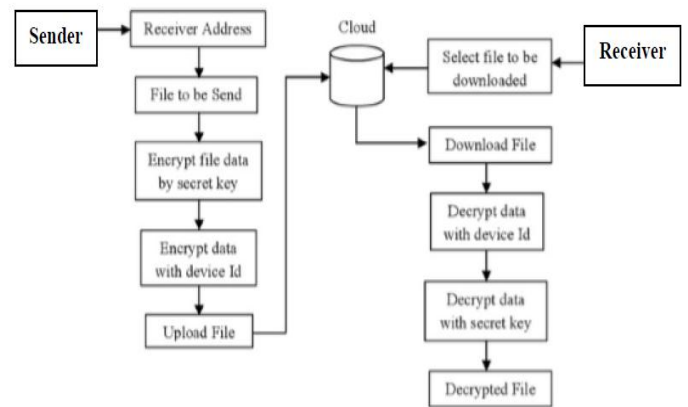 Sender
Receiver Address
File to be Send
Encrypt file data
by secret key
Encrypt data
with device Id
Upload File
Cloud
Select file to be
downloaded
Receiver
Download File
Decrypt data
with device Id
Decrypt data
with secret key
Decrypted File